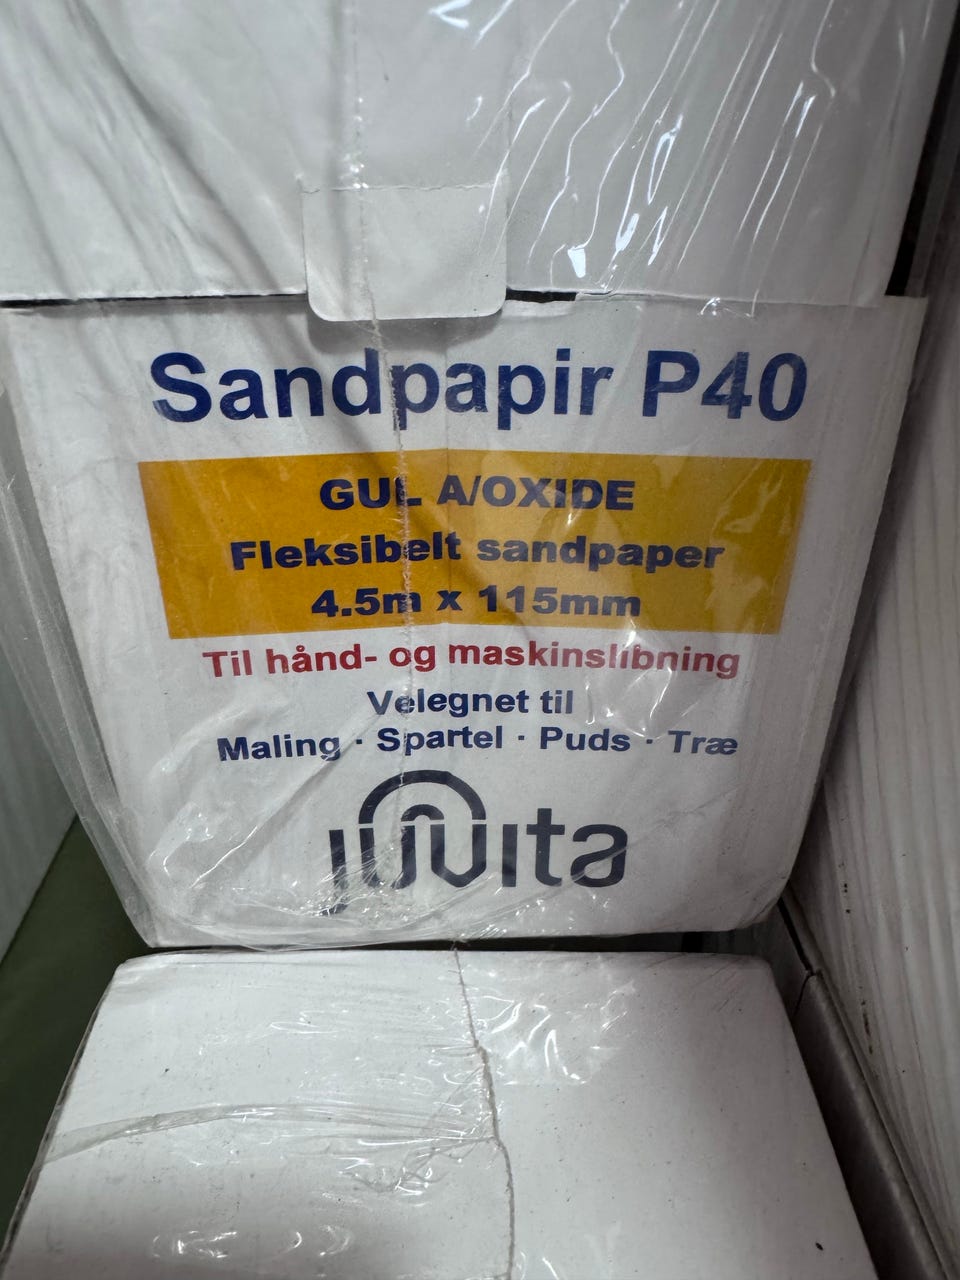 Sandpapir P40
GUL A/OXIDE
Fleksibelt sandpaper
4.5m x 115mm
Til hånd- og maskinslibning
Velegnet til
Maling · Spartel · Puds · Træ
juvita